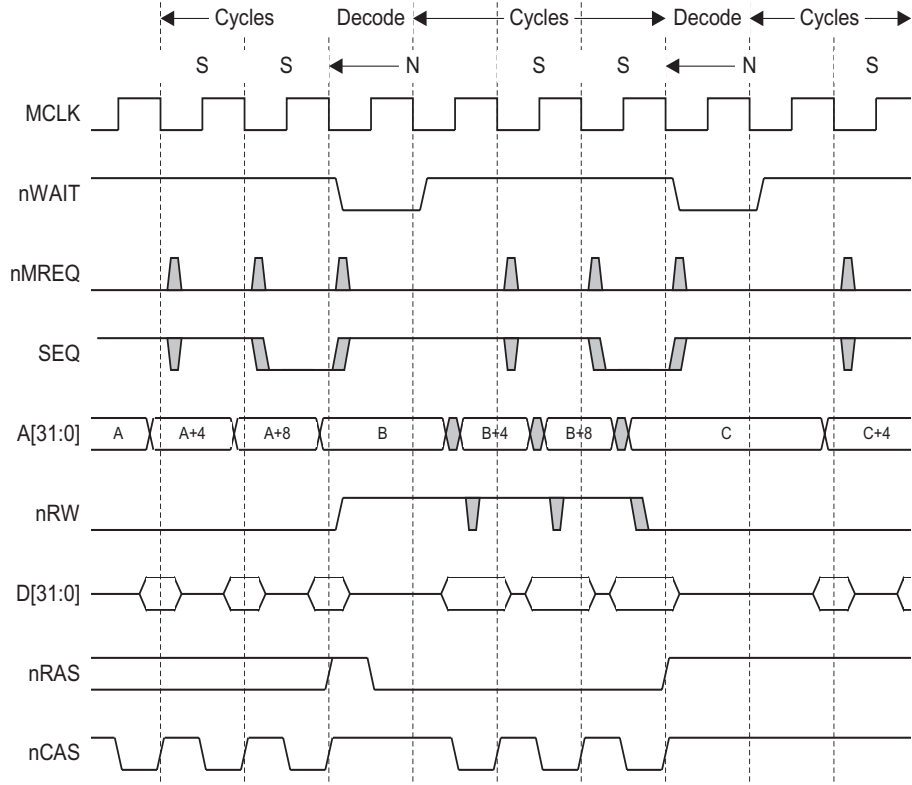 Cycles Decode Cycles Decode Cycles
S S N S S N S
MCLK
nWAIT
nMREQ
SEQ
A[31:0] A A+4 A+8 B B+4 B+8 C C+4
nRW
D[31:0]
nRAS
nCAS